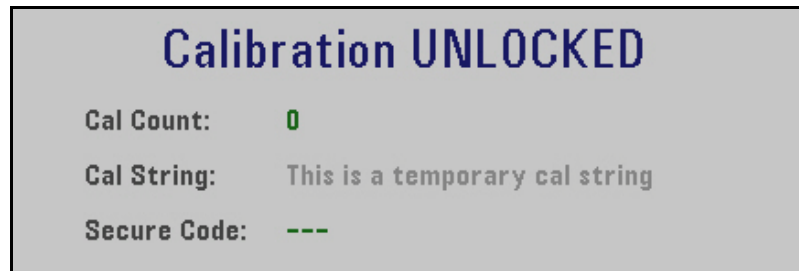 Calibration UNLOCKED
Cal Count: 0
Cal String: This is a temporary cal string
Secure Code: ---